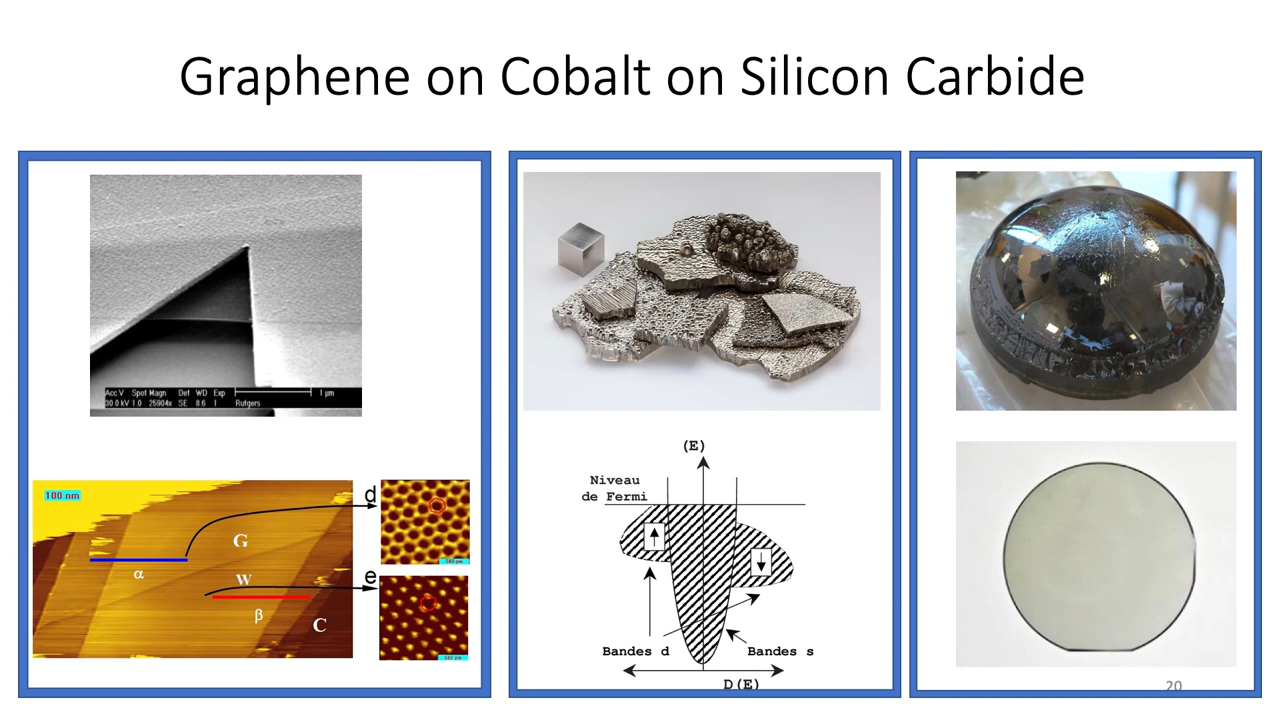 Graphene on Cobalt on Silicon Carbide
Acc.V Spot Magn Det WD Exp 1 μm
30.0 kV 1.0 25904x SE 8.6 1 Rutgers
100 nm
d
G
α
e
W
β
C
(E)
Niveau
de Fermi
Bandes d
Bandes s
D(E)
20